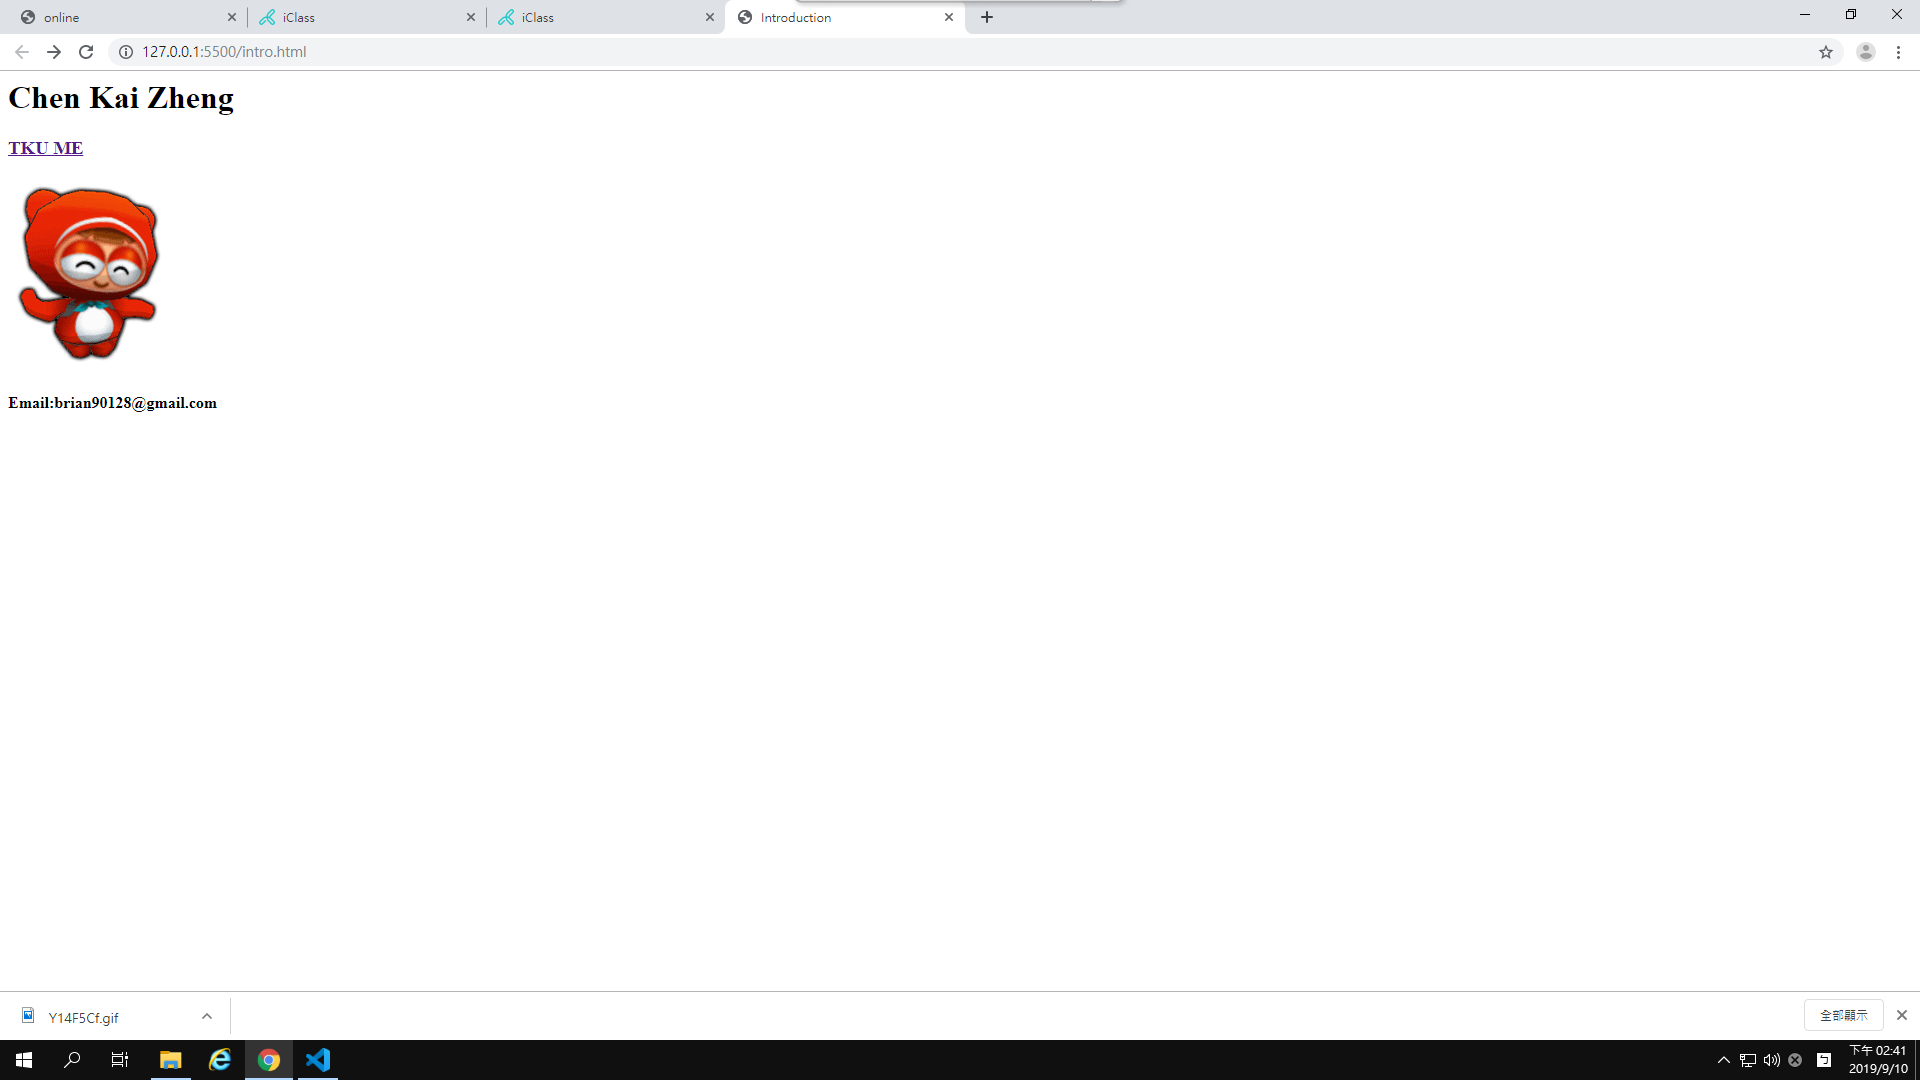 online
iClass
iClass
Introduction
127.0.0.1:5500/intro.html
Chen Kai Zheng
TKU ME
Email:brian90128@gmail.com
Y14F5Cf.gif
全部顯示
下午 02:41
2019/9/10
ㄅ